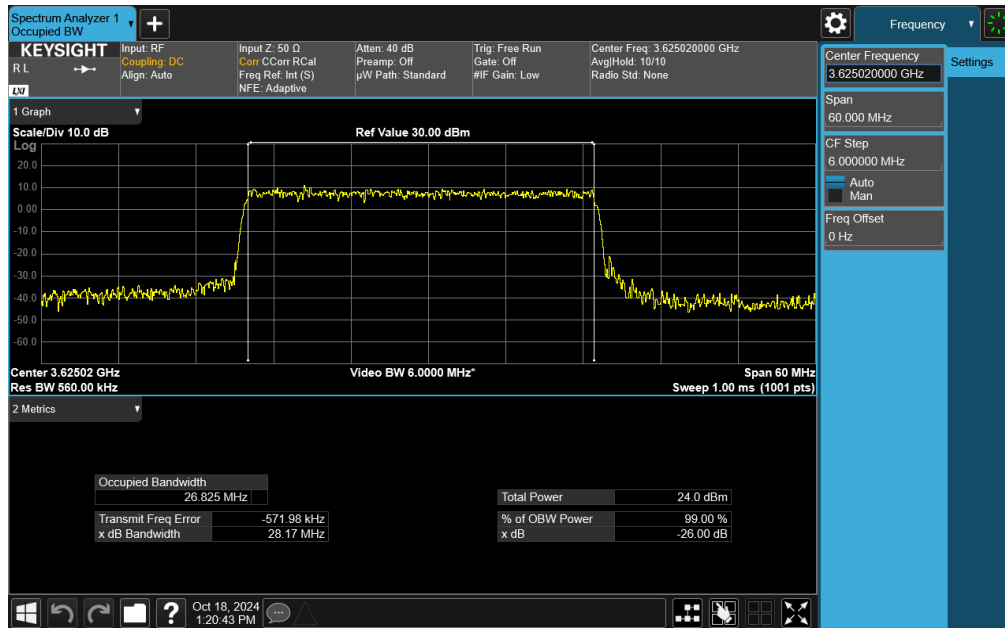 Spectrum Analyzer 1
Occupied BW
Frequency
KEYSIGHT
R L
LXI
Input: RF
Coupling: DC
Align: Auto
Input Z: 50 Ω
Corr CCorr RCal
Freq Ref: Int (S)
NFE: Adaptive
Atten: 40 dB
Preamp: Off
µW Path: Standard
Trig: Free Run
Gate: Off
#IF Gain: Low
Center Freq: 3.625020000 GHz
Avg|Hold: 10/10
Radio Std: None
Center Frequency
3.625020000 GHz
Settings
Span
60.000 MHz
CF Step
6.000000 MHz
Auto
Man
Freq Offset
0 Hz
1 Graph
Scale/Div 10.0 dB
Ref Value 30.00 dBm
Log
20.0
10.0
0.00
-10.0
-20.0
-30.0
-40.0
-50.0
-60.0
Center 3.62502 GHz
Video BW 6.0000 MHz*
Span 60 MHz
Res BW 560.00 kHz
Sweep 1.00 ms (1001 pts)
2 Metrics
Occupied Bandwidth
26.825 MHz
Total Power 24.0 dBm
Transmit Freq Error -571.98 kHz
% of OBW Power 99.00 %
x dB Bandwidth 28.17 MHz
x dB -26.00 dB
?
Oct 18, 2024
1:20:43 PM